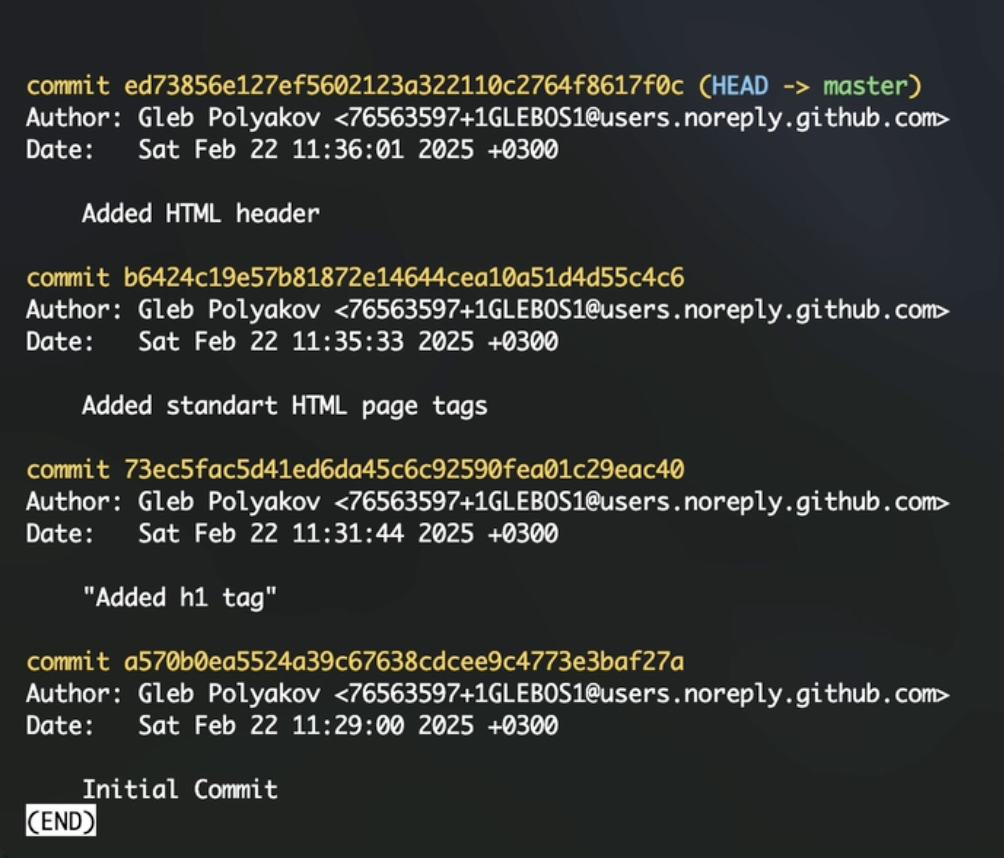 commit ed73856e127ef5602123a322110c2764f8617f0c (HEAD -> master)
Author: Gleb Polyakov <76563597+1GLEBOS1@users.noreply.github.com>
Date:   Sat Feb 22 11:36:01 2025 +0300
Added HTML header
commit b6424c19e57b81872e14644cea10a51d4d55c4c6
Author: Gleb Polyakov <76563597+1GLEBOS1@users.noreply.github.com>
Date:   Sat Feb 22 11:35:33 2025 +0300
Added standart HTML page tags
commit 73ec5fac5d41ed6da45c6c92590fea01c29eac40
Author: Gleb Polyakov <76563597+1GLEBOS1@users.noreply.github.com>
Date:   Sat Feb 22 11:31:44 2025 +0300
"Added h1 tag"
commit a570b0ea5524a39c67638cdcee9c4773e3baf27a
Author: Gleb Polyakov <76563597+1GLEBOS1@users.noreply.github.com>
Date:   Sat Feb 22 11:29:00 2025 +0300
Initial Commit
(END)